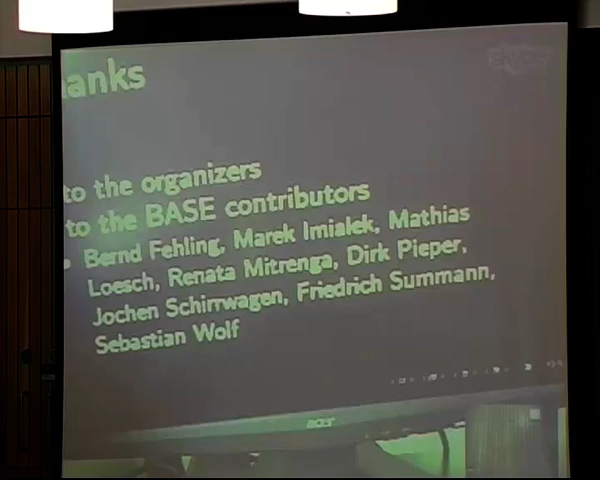 anks
skype
to the organizers
to the BASE contributors
Bernd Fehling, Marek Imialek, Mathias
Loesch, Renata Mitrenga, Dirk Pieper,
Jochen Schirrwagen, Friedrich Summann,
Sebastian Wolf
acer